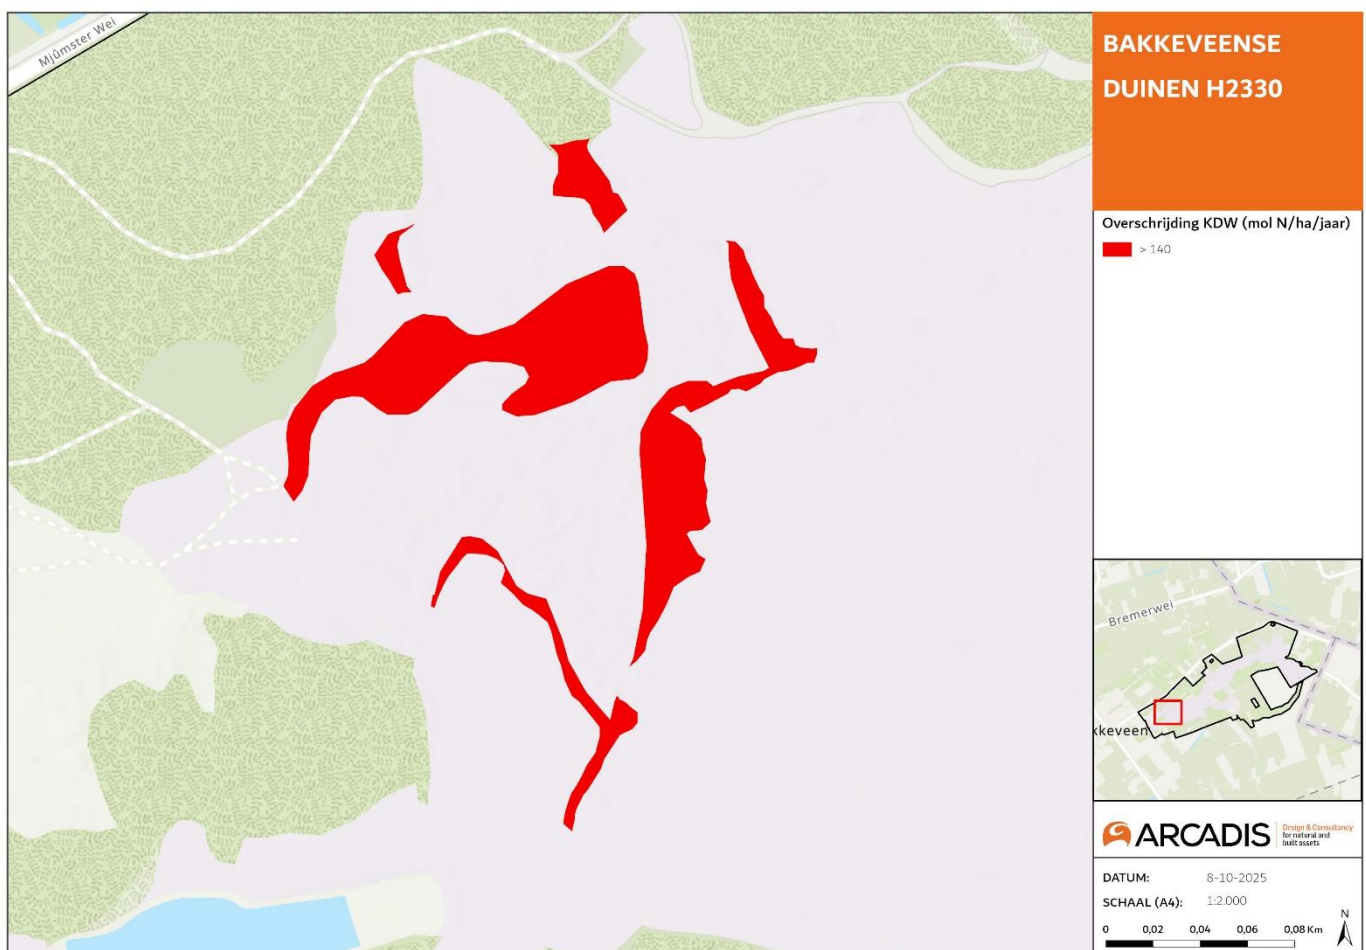 Mjûmster Wei
BAKKEVEENSE
DUINEN H2330
Overschrijding KDW (mol N/ha/jaar)
> 140
Bremerwei
kkeveen
ARCADIS
Design & Consultancy
for natural and
built assets
DATUM: 8-10-2025
SCHAAL (A4): 1:2.000
N
0 0,02 0,04 0,06 0,08 Km